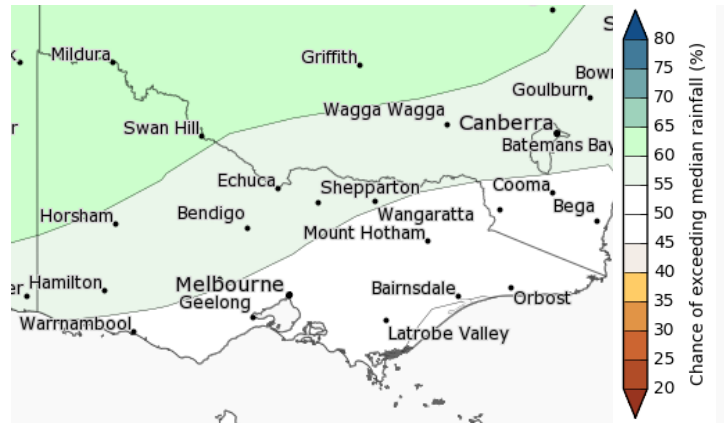 S
Mildura
k
Griffith
Bowr
Goulburn
Wagga Wagga
Canberra
r
Swan Hill
Batemans Bay
Echuca
Shepparton
Cooma
Horsham
Bendigo
Wangaratta
Bega
Mount Hotham
er
Hamilton
Melbourne
Geelong
Bairnsdale
Orbost
Warrnambool
Latrobe Valley
80
75
70
65
60
55
50
45
40
35
30
25
20
Chance of exceeding median rainfall (%)